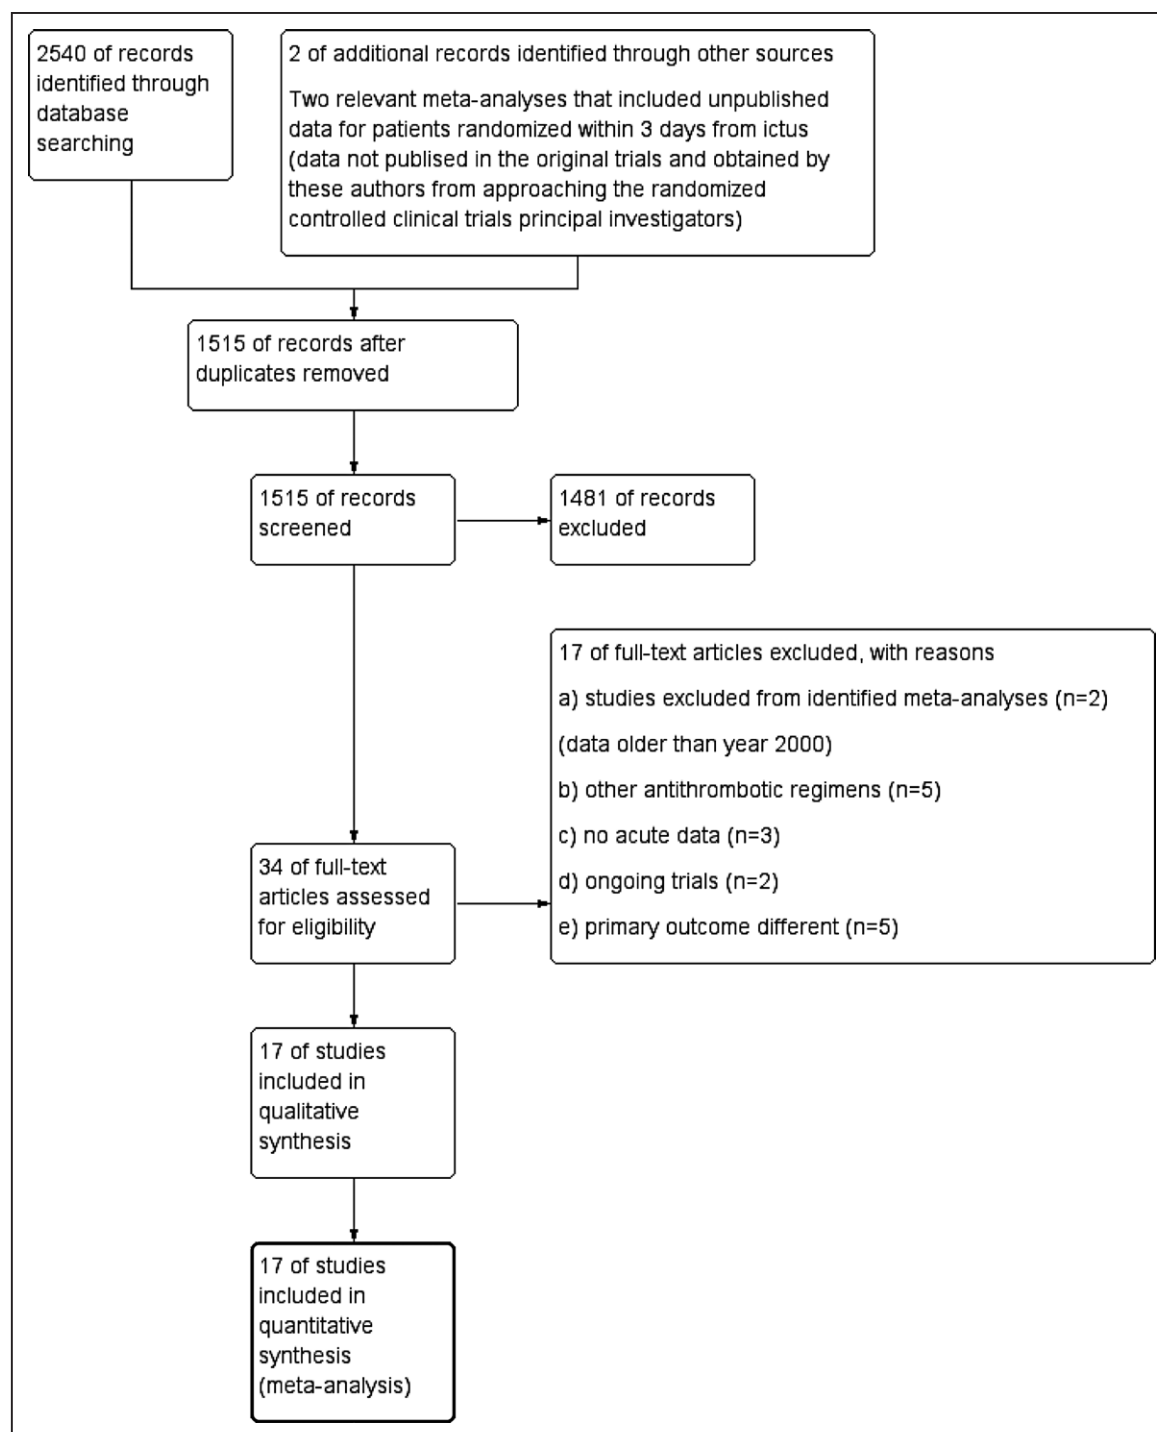 2540 of records
identified through
database
searching
2 of additional records identified through other sources
Two relevant meta-analyses that included unpublished
data for patients randomized within 3 days from ictus
(data not publised in the original trials and obtained by
these authors from approaching the randomized
controlled clinical trials principal investigators)
1515 of records after
duplicates removed
1515 of records
screened
1481 of records
excluded
17 of full-text articles excluded, with reasons
a) studies excluded from identified meta-analyses (n=2)
(data older than year 2000)
b) other antithrombotic regimens (n=5)
c) no acute data (n=3)
d) ongoing trials (n=2)
e) primary outcome different (n=5)
34 of full-text
articles assessed
for eligibility
17 of studies
included in
qualitative
synthesis
17 of studies
included in
quantitative
synthesis
(meta-analysis)